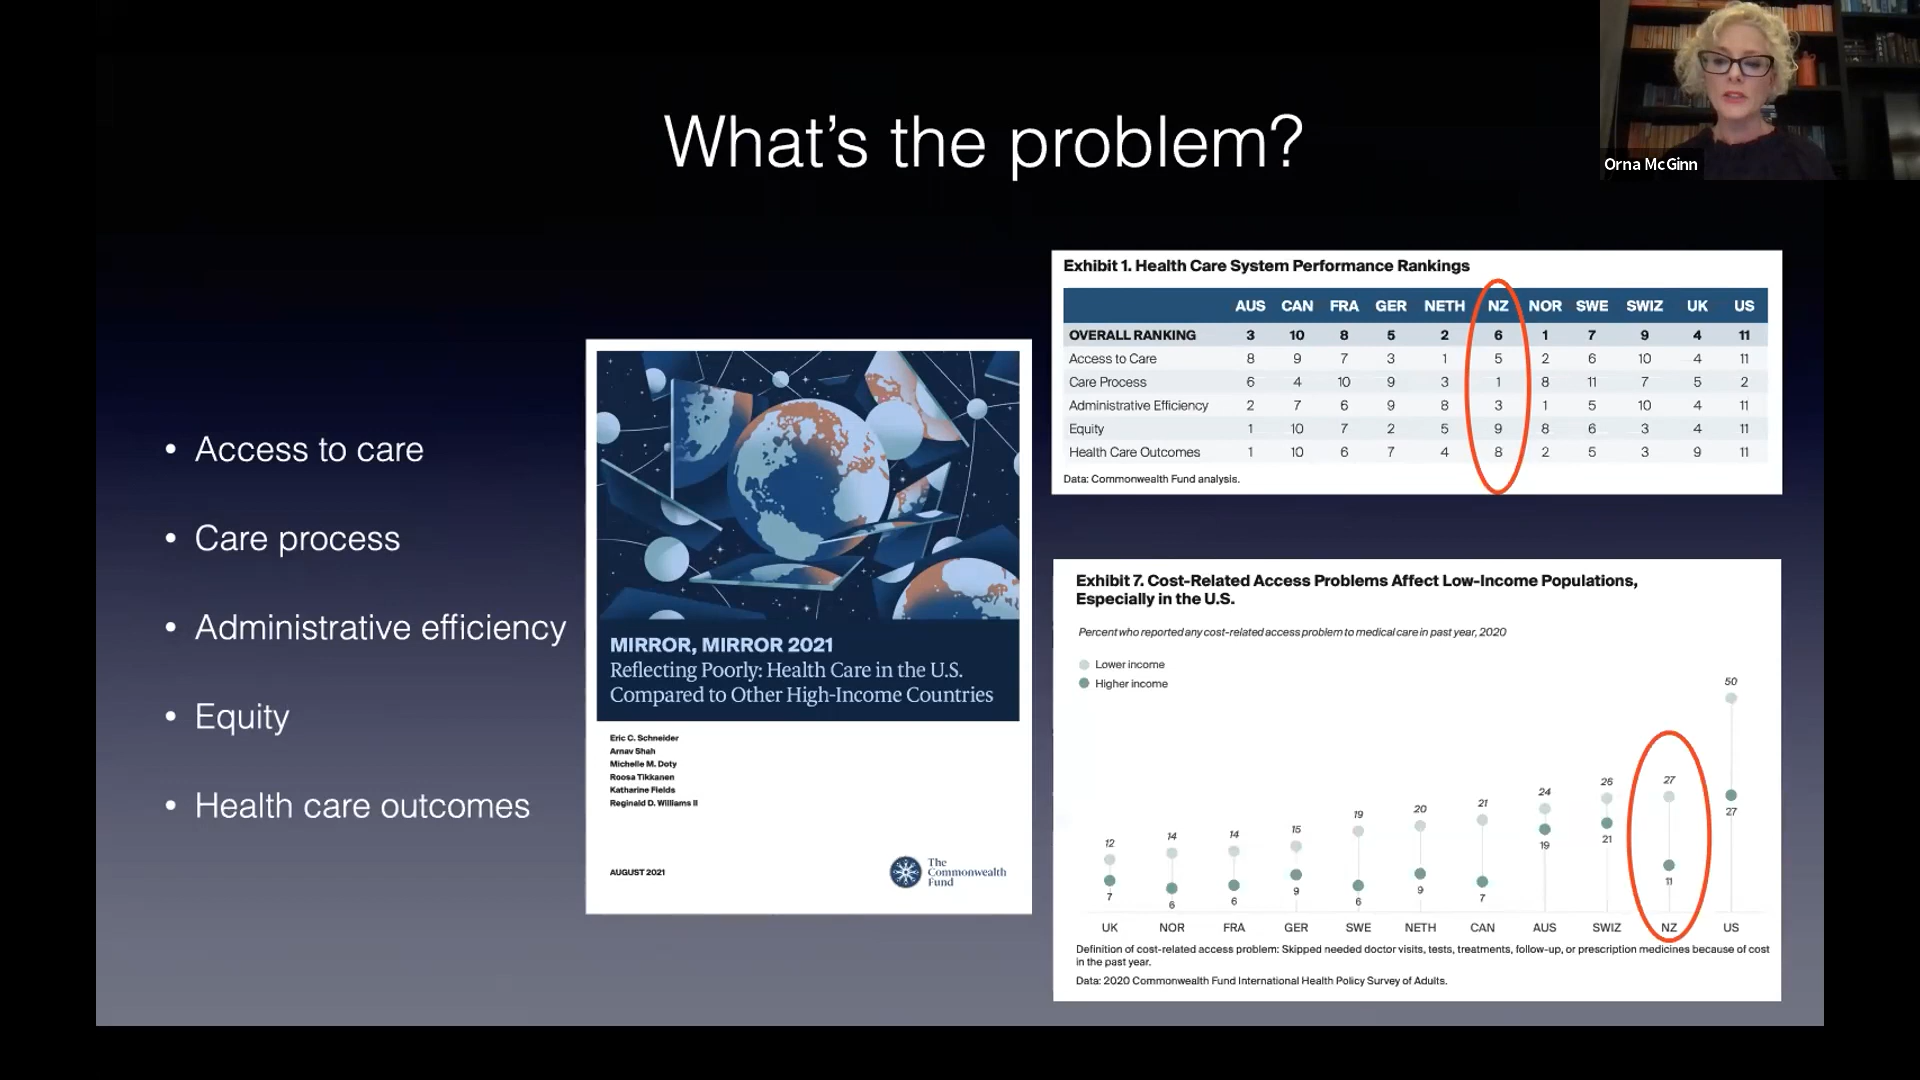 What's the problem?
Orna McGinn
• Access to care
• Care process
• Administrative efficiency
• Equity
• Health care outcomes
MIRROR, MIRROR 2021
Reflecting Poorly: Health Care in the U.S.
Compared to Other High-Income Countries
Eric C. Schneider
Arnav Shah
Michelle M. Doty
Roosa Tikkanen
Katharine Fields
Reginald D. Williams II
AUGUST 2021
The
Commonwealth
Fund
Exhibit 1. Health Care System Performance Rankings
AUS CAN FRA GER NETH NZ NOR SWE SWIZ UK US
OVERALL RANKING 3 10 8 5 2 6 1 7 9 4 11
Access to Care 8 9 7 3 1 5 2 6 10 4 11
Care Process 6 4 10 9 3 1 8 11 7 5 2
Administrative Efficiency 2 7 6 9 8 3 1 5 10 4 11
Equity 1 10 7 2 5 9 8 6 3 4 11
Health Care Outcomes 1 10 6 7 4 8 2 5 3 9 11
Data: Commonwealth Fund analysis.
Exhibit 7. Cost-Related Access Problems Affect Low-Income Populations,
Especially in the U.S.
Percent who reported any cost-related access problem to medical care in past year, 2020
Lower income
Higher income
12 14 14 15 19 20 21 24 26 27 50
7 6 6 9 6 9 7 19 21 11 27
UK NOR FRA GER SWE NETH CAN AUS SWIZ NZ US
Definition of cost-related access problem: Skipped needed doctor visits, tests, treatments, follow-up, or prescription medicines because of cost
in the past year.
Data: 2020 Commonwealth Fund International Health Policy Survey of Adults.